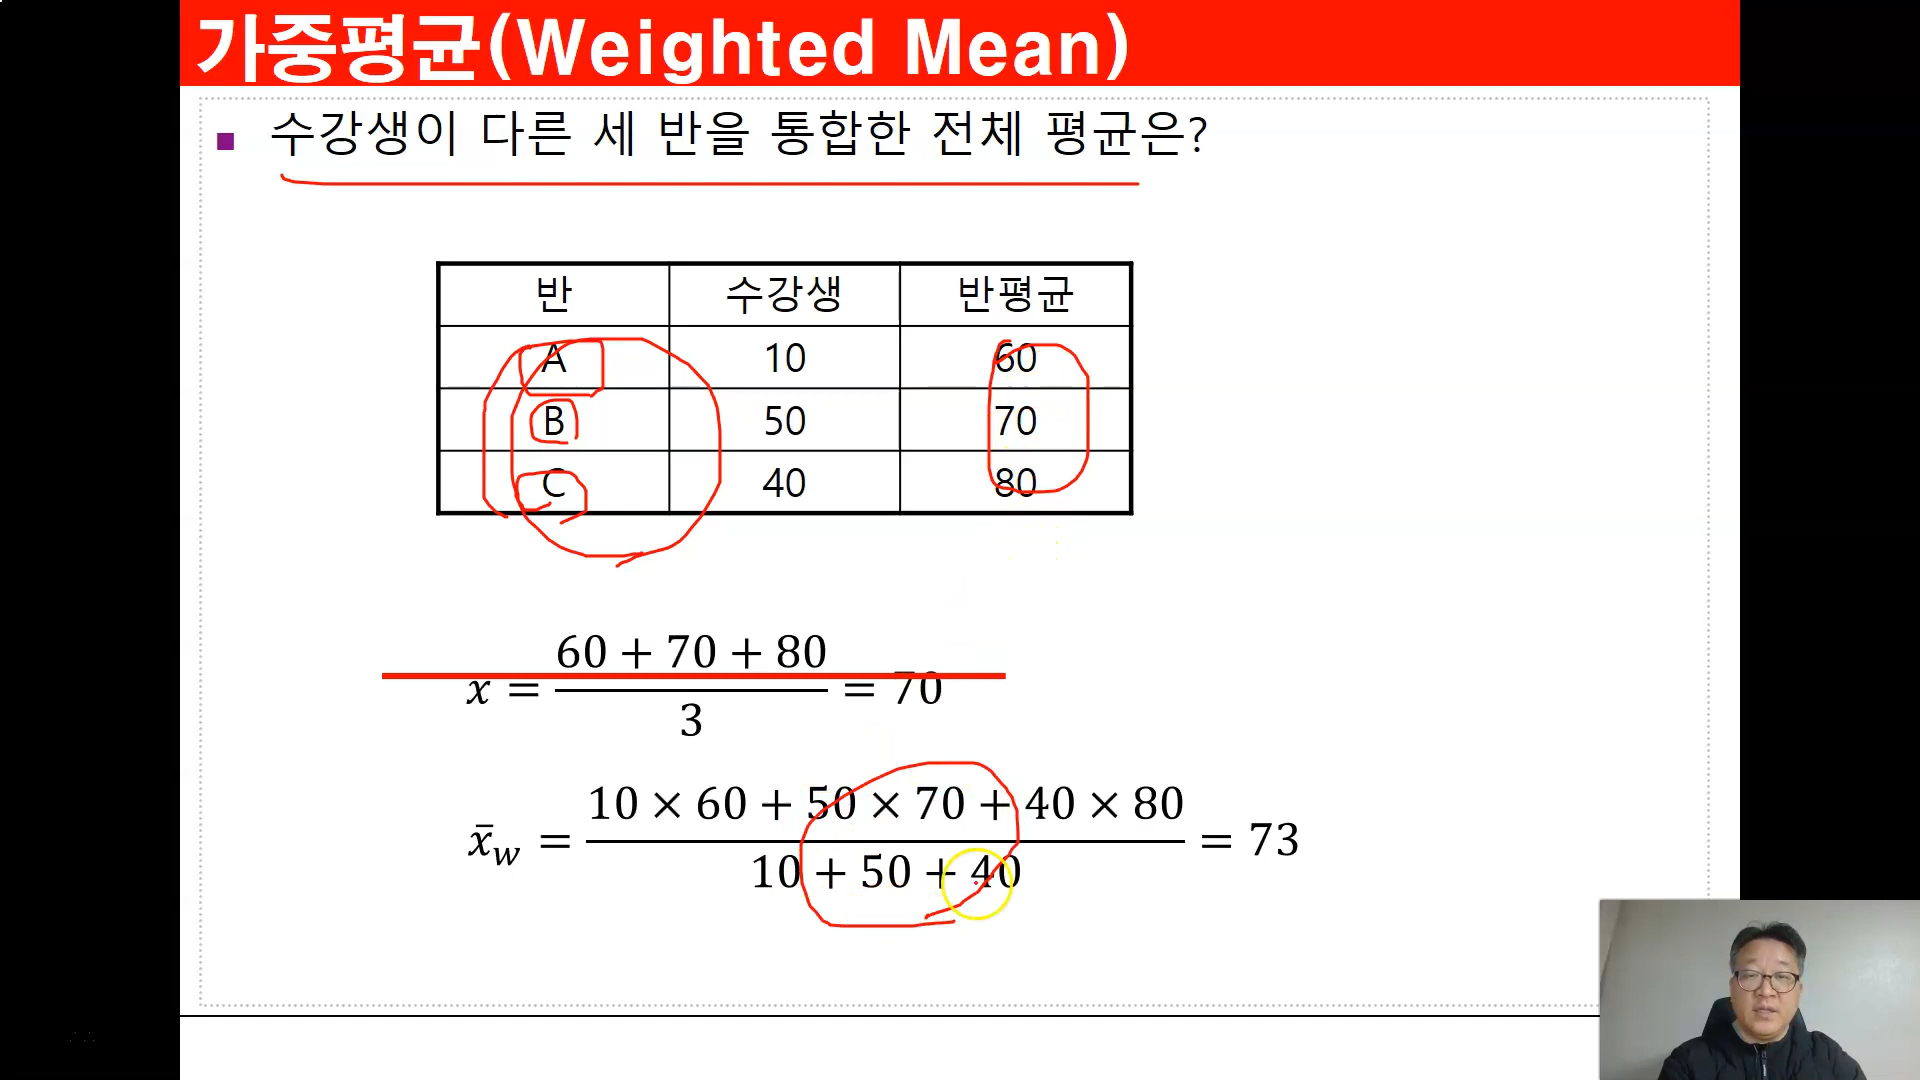 가중평균(Weighted Mean)
■ 수강생이 다른 세 반을 통합한 전체 평균은?
반 수강생 반평균
A 10 60
B 50 70
C 40 80
x = (60 + 70 + 80) / 3 = 70
x̄w = (10 × 60 + 50 × 70 + 40 × 80) / (10 + 50 + 40) = 73